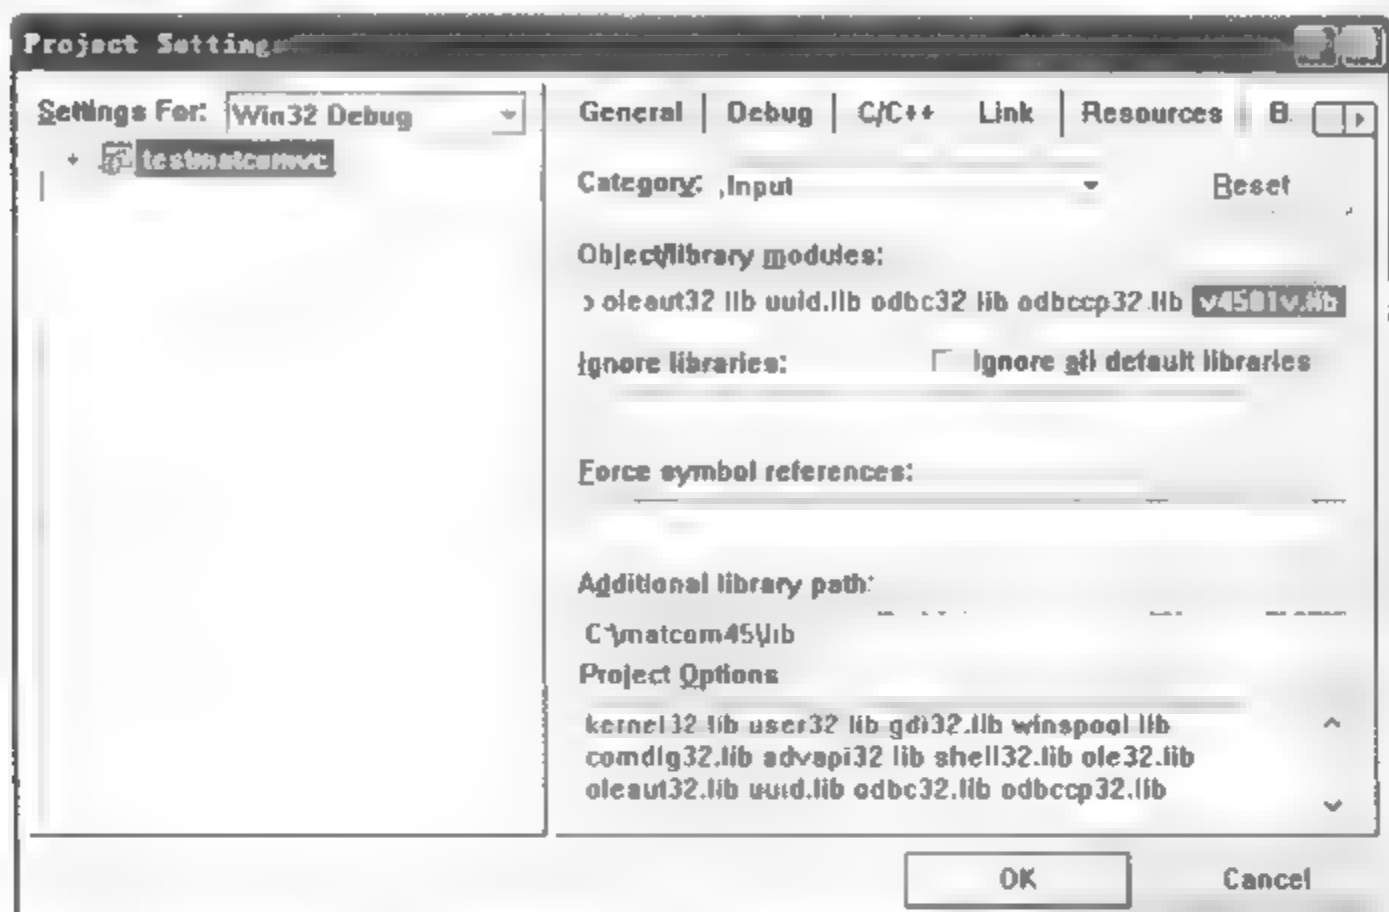 Project Settings
Settings For: Win32 Debug
testmatcomvc
General Debug C/C++ Link Resources B
Category: Input Reset
Object/library modules:
oleaut32 lib uuid.lib odbc32 lib odbccp32.lib v4501v.lib
Ignore libraries: Ignore all default libraries
Force symbol references:
Additional library path:
C:\matcom45\lib
Project Options
kernel32 lib user32 lib gdi32.lib winspool lib
comdlg32.lib advapi32 lib shell32.lib ole32.lib
oleaut32.lib uuid.lib odbc32.lib odbccp32.lib
OK Cancel